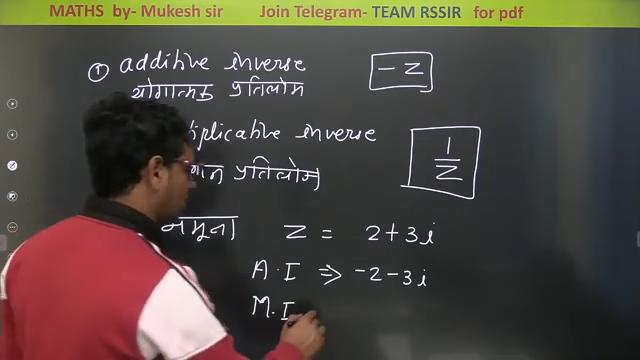 MATHS by- Mukesh sir Join Telegram- TEAM RSSIR for pdf
① additive inverse -z
योगात्मक प्रतिलोम
iplicative inverse 1/z
प्रतिलोम
नमूना z = 2+3i
A.I ⇒ -2-3i
M.I